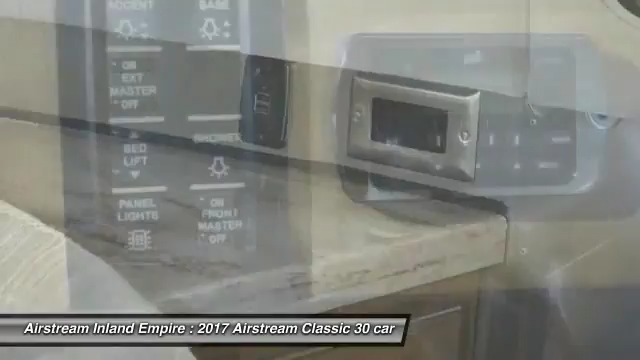 ACCENT
BASE
ON
EXT
MASTER
OFF
BED
LIFT
PANEL
LIGHTS
ON
FRONT
MASTER
OFF
Airstream Inland Empire : 2017 Airstream Classic 30 car